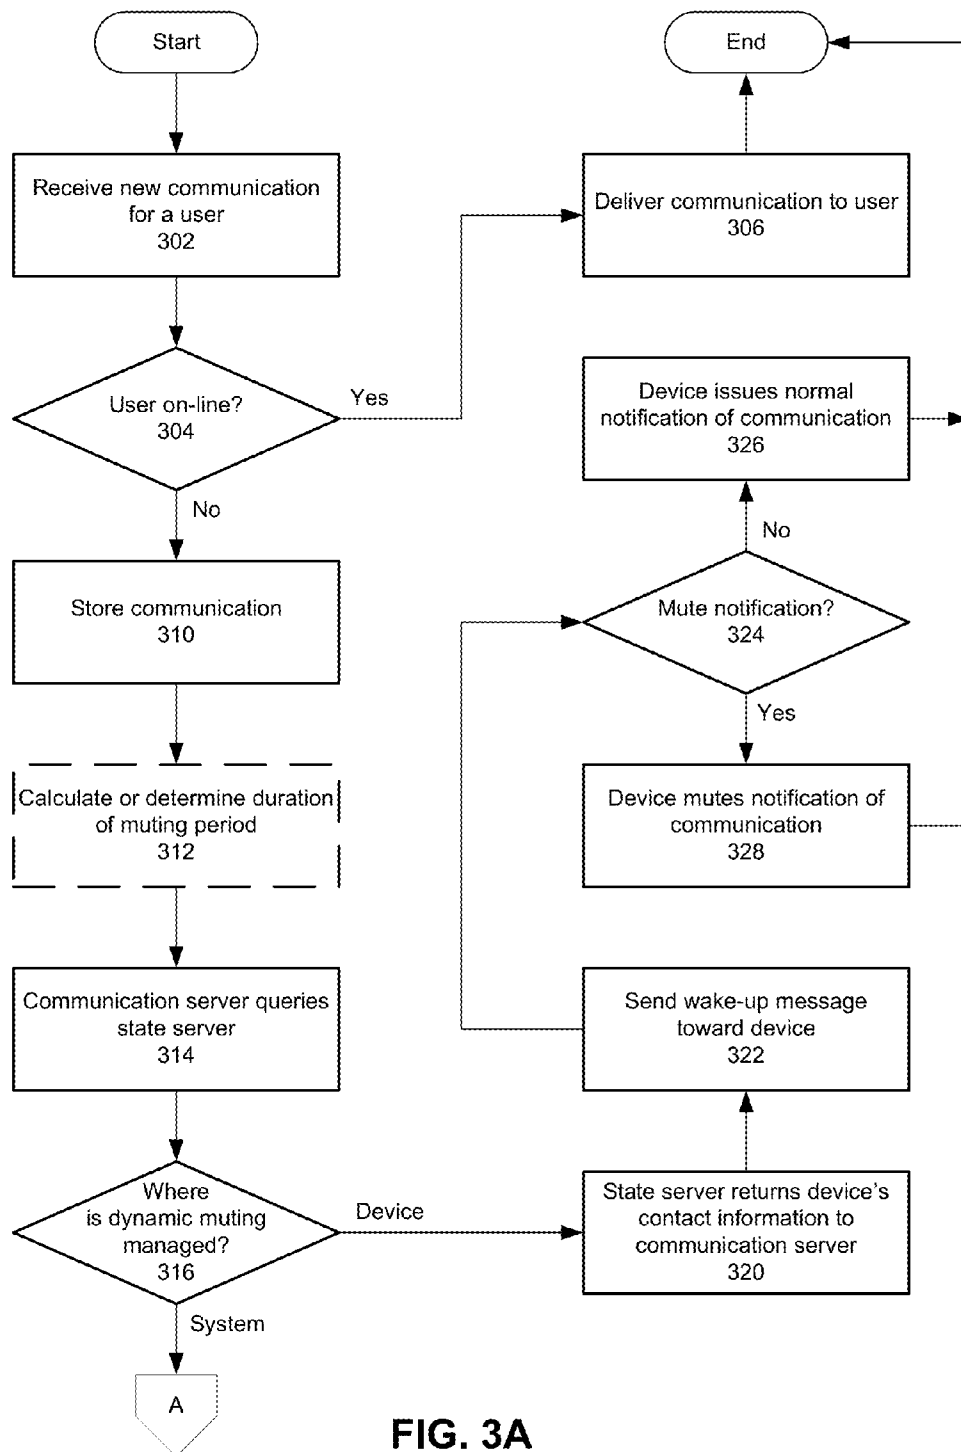 Start
Receive new communication
for a user
302
User on-line?
304
Yes
No
Store communication
310
Calculate or determine duration
of muting period
312
Communication server queries
state server
314
Where
is dynamic muting
managed?
316
Device
System
A
End
Deliver communication to user
306
Device issues normal
notification of communication
326
No
Mute notification?
324
Yes
Device mutes notification of
communication
328
Send wake-up message
toward device
322
State server returns device's
contact information to
communication server
320
FIG. 3A